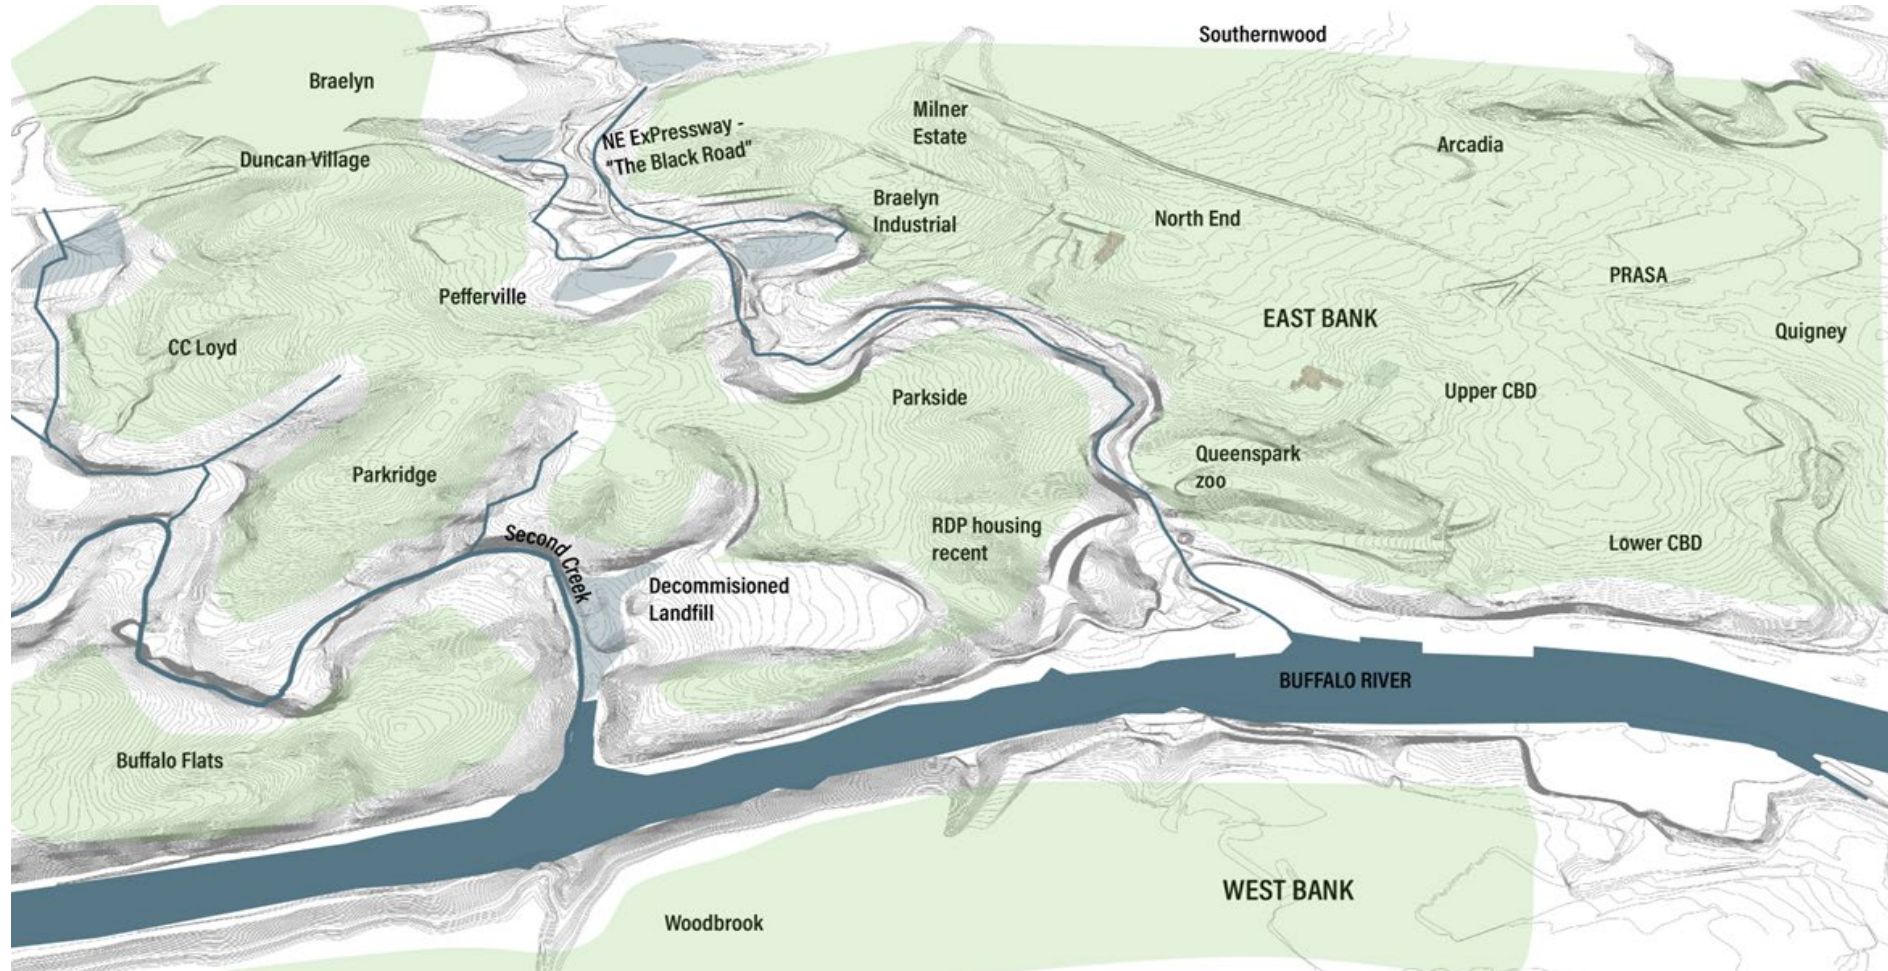 Southernwood
Braelyn
Milner
Estate
NE ExPressway -
"The Black Road"
Arcadia
Duncan Village
Braelyn
Industrial
North End
PRASA
Pefferville
EAST BANK
Quigney
CC Loyd
Parkside
Upper CBD
Parkridge
Queenspark
zoo
Second Creek
RDP housing
recent
Lower CBD
Decommisioned
Landfill
BUFFALO RIVER
Buffalo Flats
WEST BANK
Woodbrook